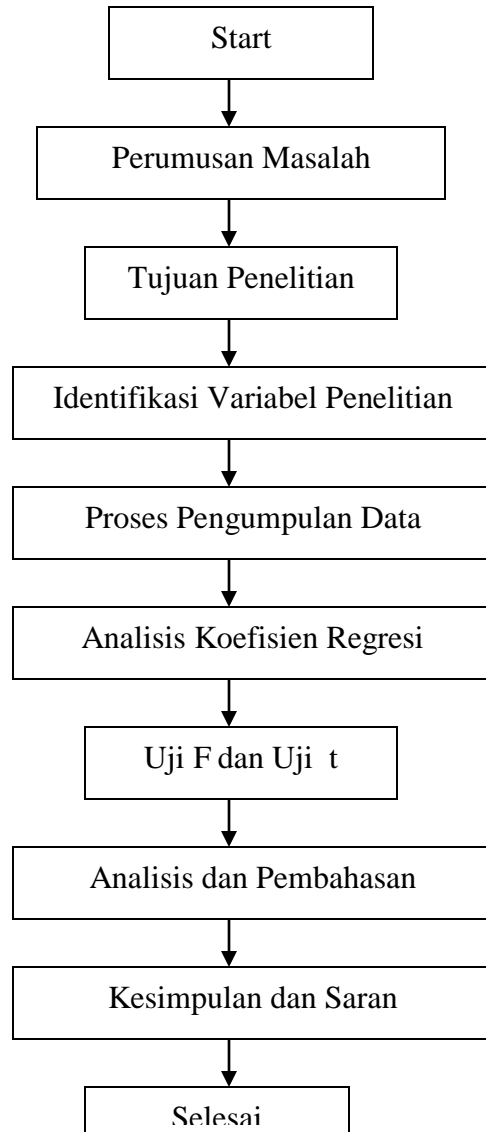 Start
Perumusan Masalah
Tujuan Penelitian
Identifikasi Variabel Penelitian
Proses Pengumpulan Data
Analisis Koefisien Regresi
Uji F dan Uji t
Analisis dan Pembahasan
Kesimpulan dan Saran
Selesai